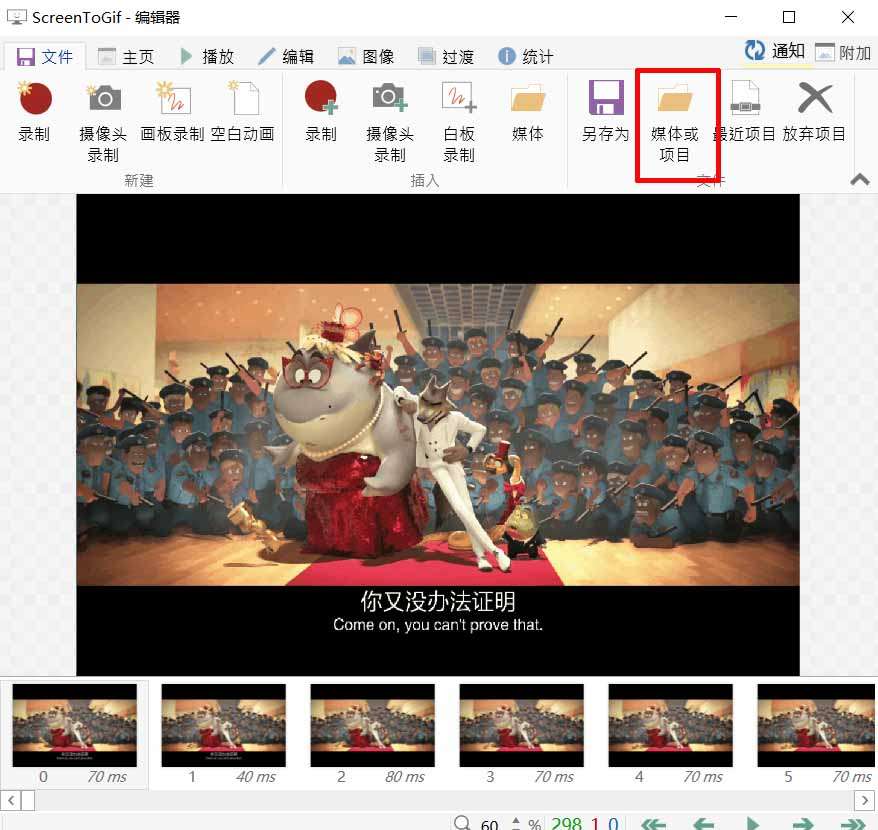 ScreenToGif - 编辑器
文件 主页 播放 编辑 图像 过渡 统计 通知 附加
录制 摄像头录制 画板录制 空白动画 录制 摄像头录制 白板录制 媒体 另存为 媒体或项目 最近项目 放弃项目
新建 插入 文件
你又没办法证明
Come on, you can't prove that.
0 70 ms 1 40 ms 2 80 ms 3 70 ms 4 70 ms 5 70 ms
60 % 298 1 0